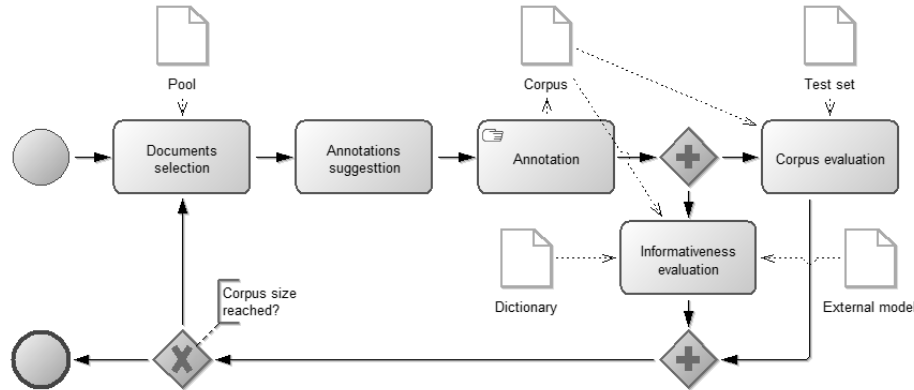 Pool
Corpus
Test set
Documents
selection
Annotations
suggesttion
Annotation
Corpus evaluation
Informativeness
evaluation
Dictionary
External model
Corpus size
reached?